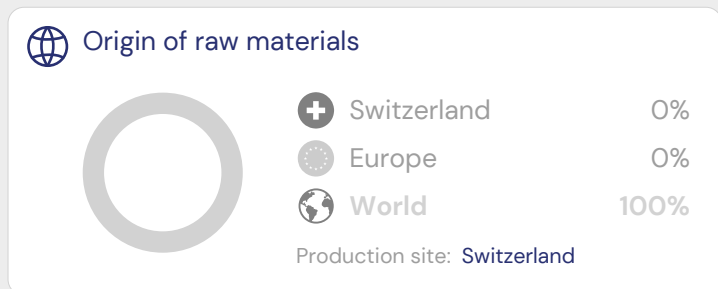 Origin of raw materials
Switzerland 0%
Europe 0%
World 100%
Production site: Switzerland